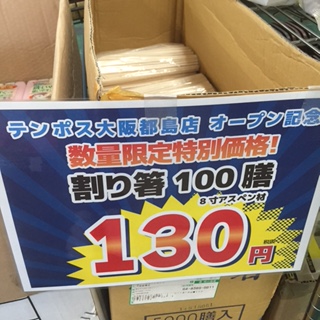 テンポス大阪都島店 オープン記念
数量限定特別価格!
割り箸100膳
8寸アスペン材
130円